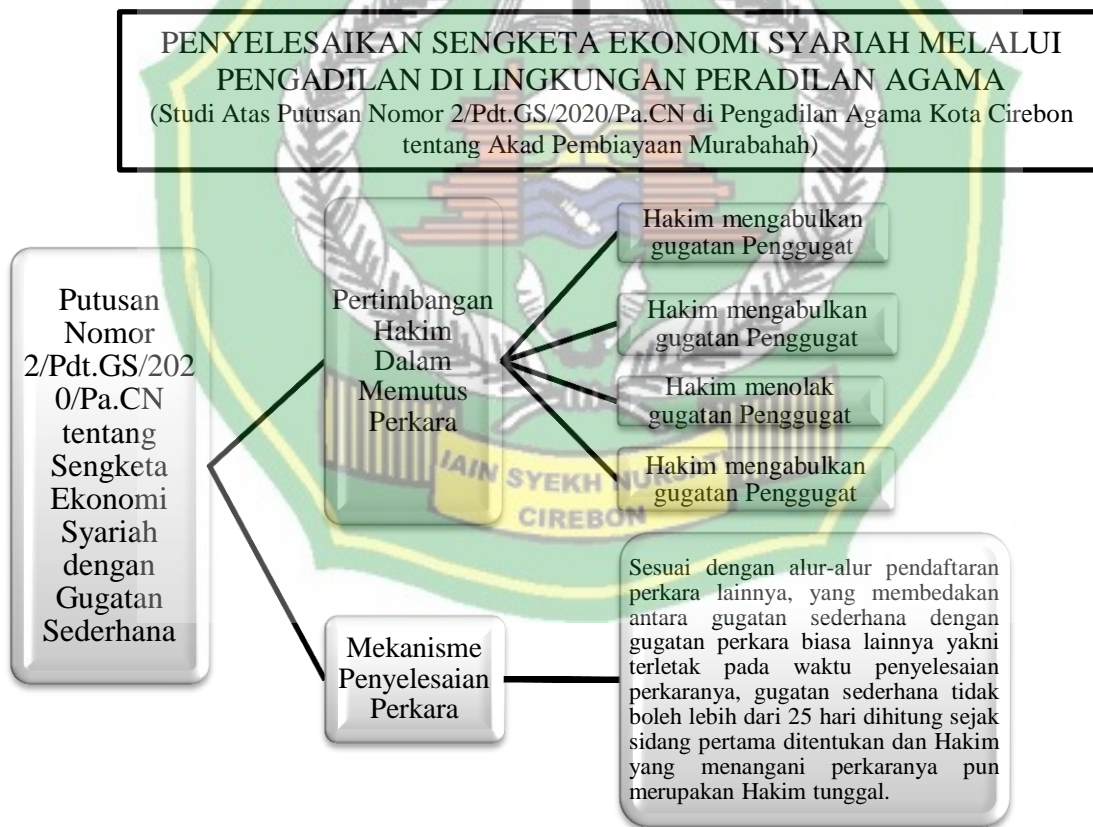 PENYELESAIKAN SENGKETA EKONOMI SYARIAH MELALUI
PENGADILAN DI LINGKUNGAN PERADILAN AGAMA
(Studi Atas Putusan Nomor 2/Pdt.GS/2020/Pa.CN di Pengadilan Agama Kota Cirebon
tentang Akad Pembiayaan Murabahah)
Putusan
Nomor
2/Pdt.GS/202
0/Pa.CN
tentang
Sengketa
Ekonomi
Syariah
dengan
Gugatan
Sederhana
Pertimbangan
Hakim
Dalam
Memutus
Perkara
Hakim mengabulkan
gugatan Penggugat
Hakim mengabulkan
gugatan Penggugat
Hakim menolak
gugatan Penggugat
Hakim mengabulkan
gugatan Penggugat
Mekanisme
Penyelesaian
Perkara
Sesuai dengan alur-alur pendaftaran
perkara lainnya, yang membedakan
antara gugatan sederhana dengan
gugatan perkara biasa lainnya yakni
terletak pada waktu penyelesaian
perkaranya, gugatan sederhana tidak
boleh lebih dari 25 hari dihitung sejak
sidang pertama ditentukan dan Hakim
yang menangani perkaranya pun
merupakan Hakim tunggal.
IAIN SYEKH
CIREBON